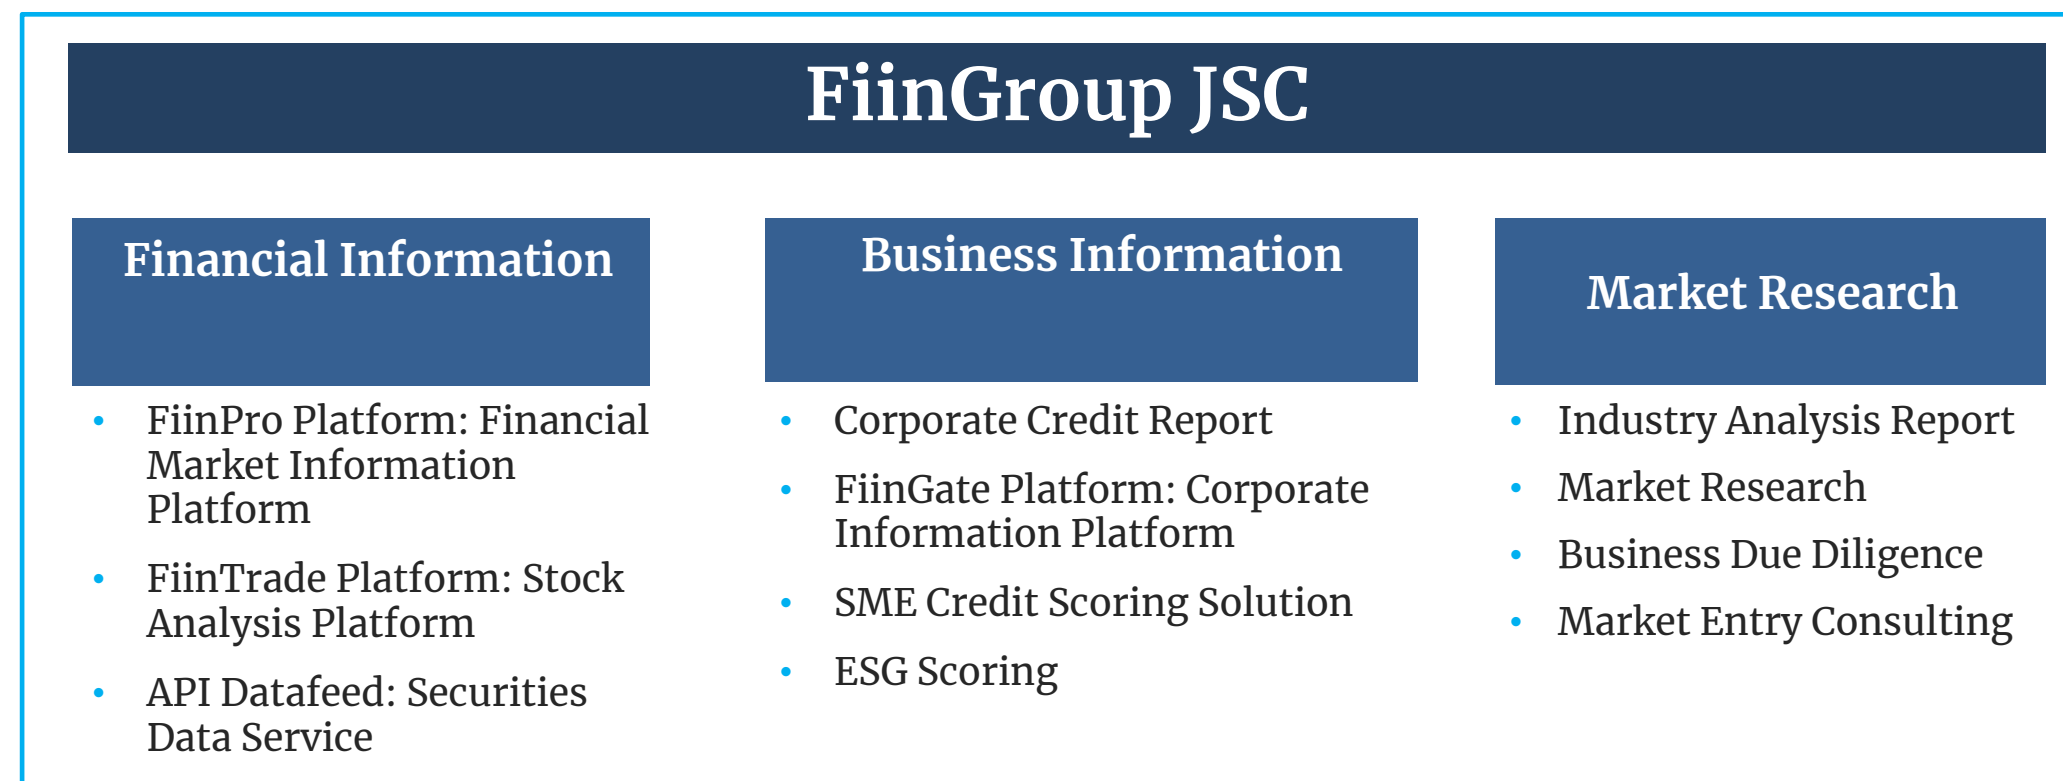 FiinGroup JSC
Financial Information
• FiinPro Platform: Financial
Market Information
Platform
• FiinTrade Platform: Stock
Analysis Platform
• API Datafeed: Securities
Data Service
Business Information
• Corporate Credit Report
• FiinGate Platform: Corporate
Information Platform
• SME Credit Scoring Solution
• ESG Scoring
Market Research
• Industry Analysis Report
• Market Research
• Business Due Diligence
• Market Entry Consulting